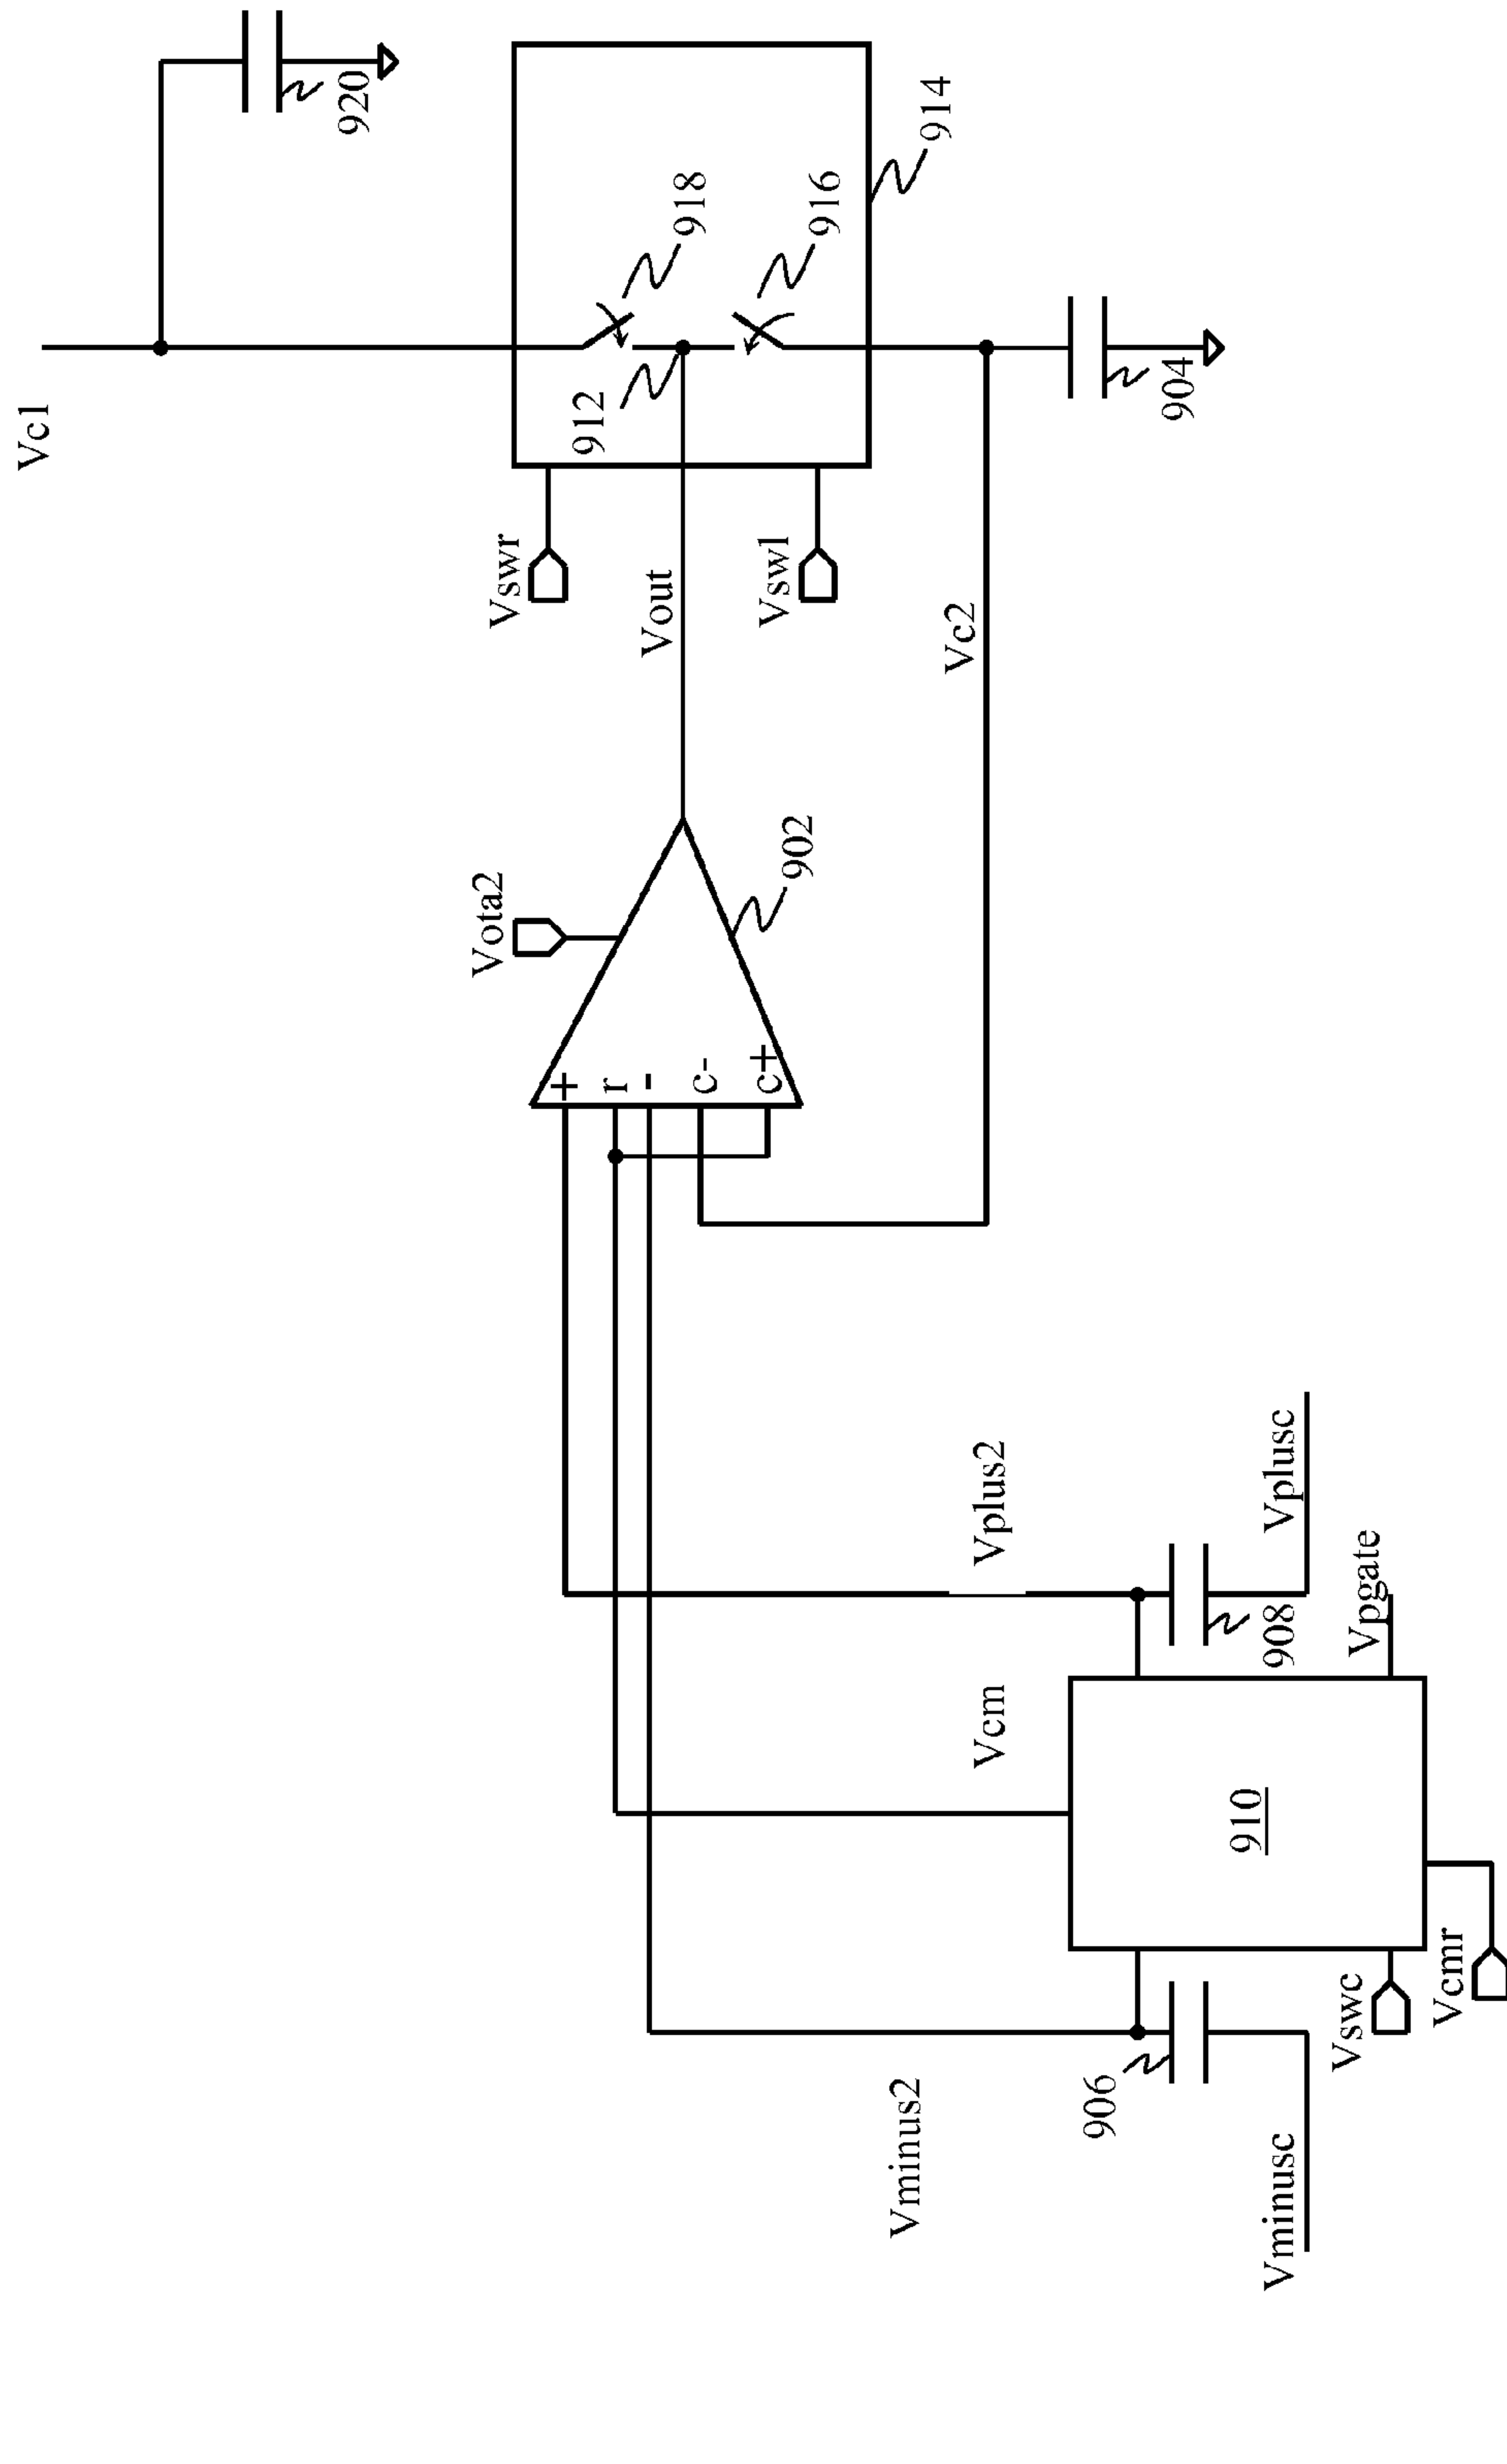 Vc1
920
914
918
916
912
Vswr
Vout
Vsw1
904
Vc2
Vota2
902
+
r
-
c-
c+
Vplus2
Vplusc
908
Vpgate
Vcm
910
Vcmr
Vswc
906
Vminus2
Vminusc